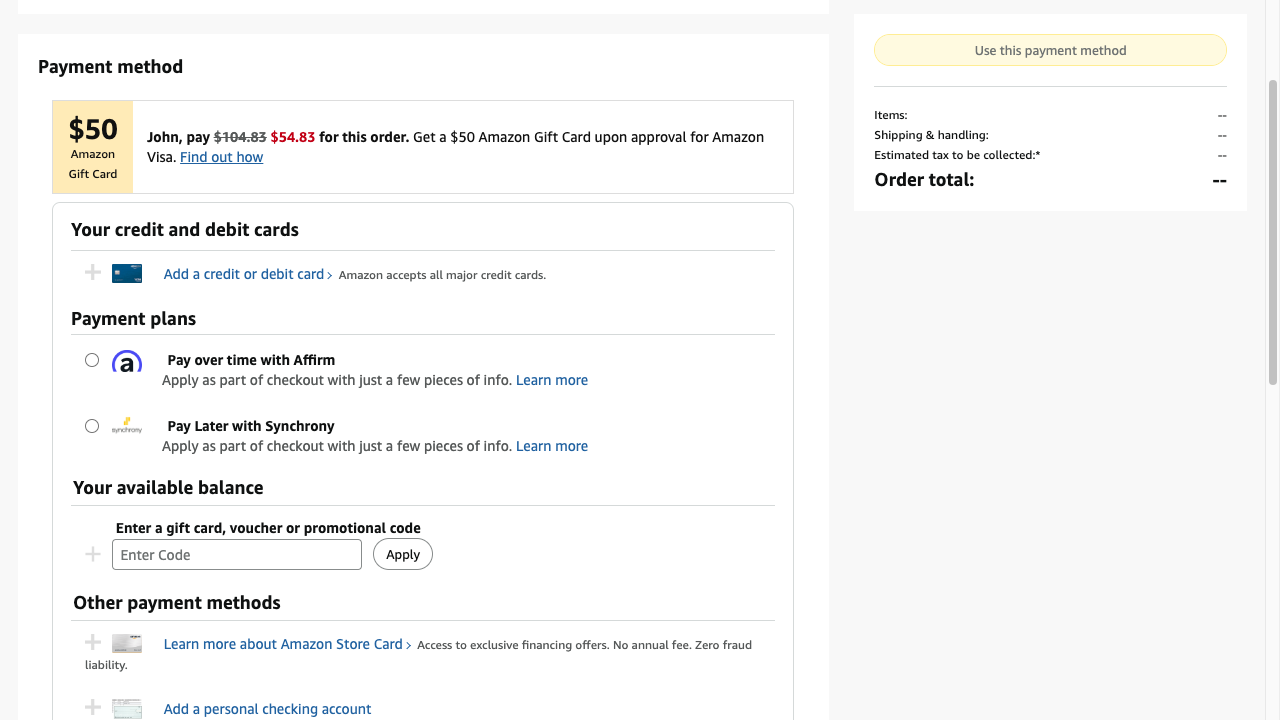 Payment method
$50
Amazon
Gift Card
John, pay $104.83 $54.83 for this order. Get a $50 Amazon Gift Card upon approval for Amazon
Visa. Find out how
Your credit and debit cards
Add a credit or debit card › Amazon accepts all major credit cards.
Payment plans
a Pay over time with Affirm
Apply as part of checkout with just a few pieces of info. Learn more
synchrony Pay Later with Synchrony
Apply as part of checkout with just a few pieces of info. Learn more
Your available balance
Enter a gift card, voucher or promotional code
Enter Code Apply
Other payment methods
Learn more about Amazon Store Card › Access to exclusive financing offers. No annual fee. Zero fraud
liability.
Add a personal checking account
Use this payment method
Items: --
Shipping & handling: --
Estimated tax to be collected:* --
Order total: --